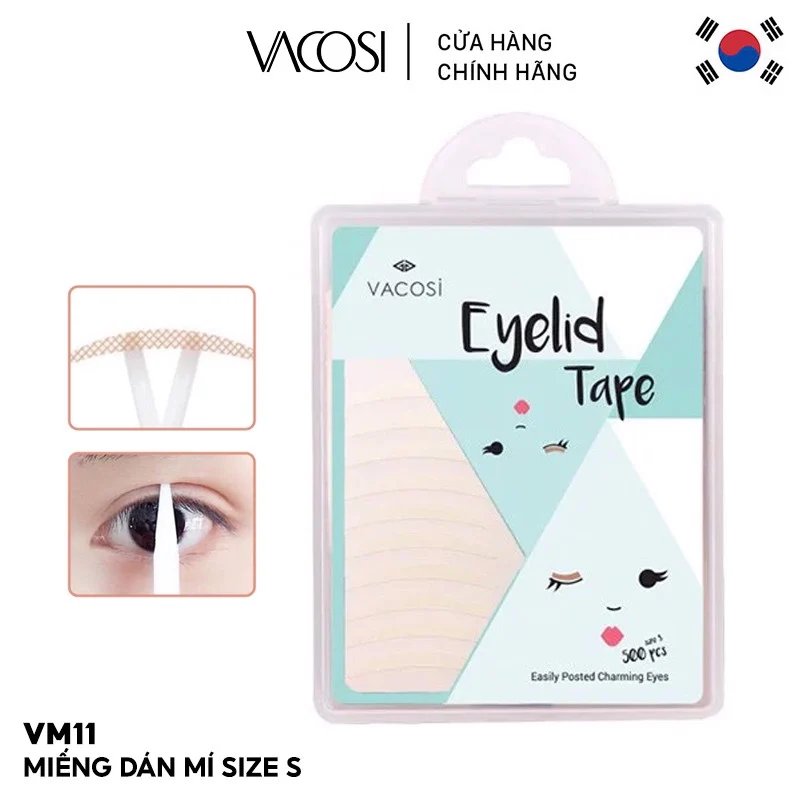 VACOSI
CỬA HÀNG
CHÍNH HÃNG
VACOSI
Eyelid
Tape
size S
500 pcs
Easily Posted Charming Eyes
VM11
MIẾNG DÁN MÍ SIZE S